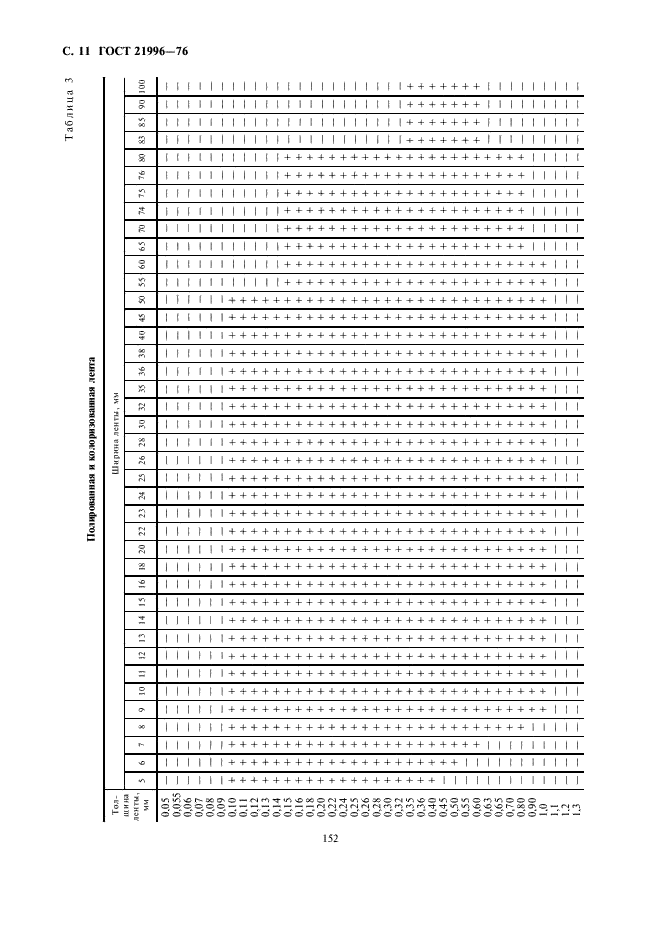 С. 11 ГОСТ 21996—76
Таблица 3
Полированная и колоризованная лента
Тол-
щина
ленты,
мм
Ширина ленты, мм
5 6 7 8 9 10 11 12 13 14 15 16 18 20 22 23 24 25 26 28 30 32 35 36 38 40 45 50 55 60 65 70 74 75 76 80 83 85 90 100
0,05 — — — — — — — — — — — — — — — — — — — — — — — — — — — — — — — — — — — — — — — —
0,055 — — — — — — — — — — — — — — — — — — — — — — — — — — — — — — — — — — — — — — — —
0,06 — — — — — — — — — — — — — — — — — — — — — — — — — — — — — — — — — — — — — — — —
0,07 — — — — — — — — — — — — — — — — — — — — — — — — — — — — — — — — — — — — — — — —
0,08 — — — — — — — — — — — — — — — — — — — — — — — — — — — — — — — — — — — — — — — —
0,09 — — — — — — — — — — — — — — — — — — — — — — — — — — — — — — — — — — — — — — — —
0,10 + + + + + + + + + + + + + + + + + + + + + + + + + + + + — — — — — — — — — — — —
0,11 + + + + + + + + + + + + + + + + + + + + + + + + + + + + — — — — — — — — — — — —
0,12 + + + + + + + + + + + + + + + + + + + + + + + + + + + + — — — — — — — — — — — —
0,13 + + + + + + + + + + + + + + + + + + + + + + + + + + + + — — — — — — — — — — — —
0,14 + + + + + + + + + + + + + + + + + + + + + + + + + + + + — — — — — — — — — — — —
0,15 + + + + + + + + + + + + + + + + + + + + + + + + + + + + + + + + + + + + — — — —
0,16 + + + + + + + + + + + + + + + + + + + + + + + + + + + + + + + + + + + + — — — —
0,18 + + + + + + + + + + + + + + + + + + + + + + + + + + + + + + + + + + + + — — — —
0,20 + + + + + + + + + + + + + + + + + + + + + + + + + + + + + + + + + + + + — — — —
0,22 + + + + + + + + + + + + + + + + + + + + + + + + + + + + + + + + + + + + — — — —
0,24 + + + + + + + + + + + + + + + + + + + + + + + + + + + + + + + + + + + + — — — —
0,25 + + + + + + + + + + + + + + + + + + + + + + + + + + + + + + + + + + + + — — — —
0,26 + + + + + + + + + + + + + + + + + + + + + + + + + + + + + + + + + + + + — — — —
0,28 + + + + + + + + + + + + + + + + + + + + + + + + + + + + + + + + + + + + — — — —
0,30 + + + + + + + + + + + + + + + + + + + + + + + + + + + + + + + + + + + + — — — —
0,32 + + + + + + + + + + + + + + + + + + + + + + + + + + + + + + + + + + + + — — — —
0,35 + + + + + + + + + + + + + + + + + + + + + + + + + + + + + + + + + + + + + + + +
0,36 + + + + + + + + + + + + + + + + + + + + + + + + + + + + + + + + + + + + + + + +
0,40 + + + + + + + + + + + + + + + + + + + + + + + + + + + + + + + + + + + + + + + +
0,45 — + + + + + + + + + + + + + + + + + + + + + + + + + + + + + + + + + + + + + + +
0,50 — + + + + + + + + + + + + + + + + + + + + + + + + + + + + + + + + + + + + + + +
0,55 — — + + + + + + + + + + + + + + + + + + + + + + + + + + + + + + + + + + + + + +
0,60 — — + + + + + + + + + + + + + + + + + + + + + + + + + + + + + + + + + + + + + +
0,63 — — — + + + + + + + + + + + + + + + + + + + + + + + + + + + + + + + + + — — — —
0,65 — — — + + + + + + + + + + + + + + + + + + + + + + + + + + + + + + + + + — — — —
0,70 — — — + + + + + + + + + + + + + + + + + + + + + + + + + + + + + + + + + — — — —
0,80 — — — + + + + + + + + + + + + + + + + + + + + + + + + + + + + + + + + + — — — —
0,90 — — — — + + + + + + + + + + + + + + + + + + + + + + + + + + — — — — — — — — — —
1,0 — — — — + + + + + + + + + + + + + + + + + + + + + + + + + + — — — — — — — — — —
1,1 — — — — — — — — — — — — — — — — — — — — — — — — — — — — — — — — — — — — — — — —
1,2 — — — — — — — — — — — — — — — — — — — — — — — — — — — — — — — — — — — — — — — —
1,3 — — — — — — — — — — — — — — — — — — — — — — — — — — — — — — — — — — — — — — — —
152